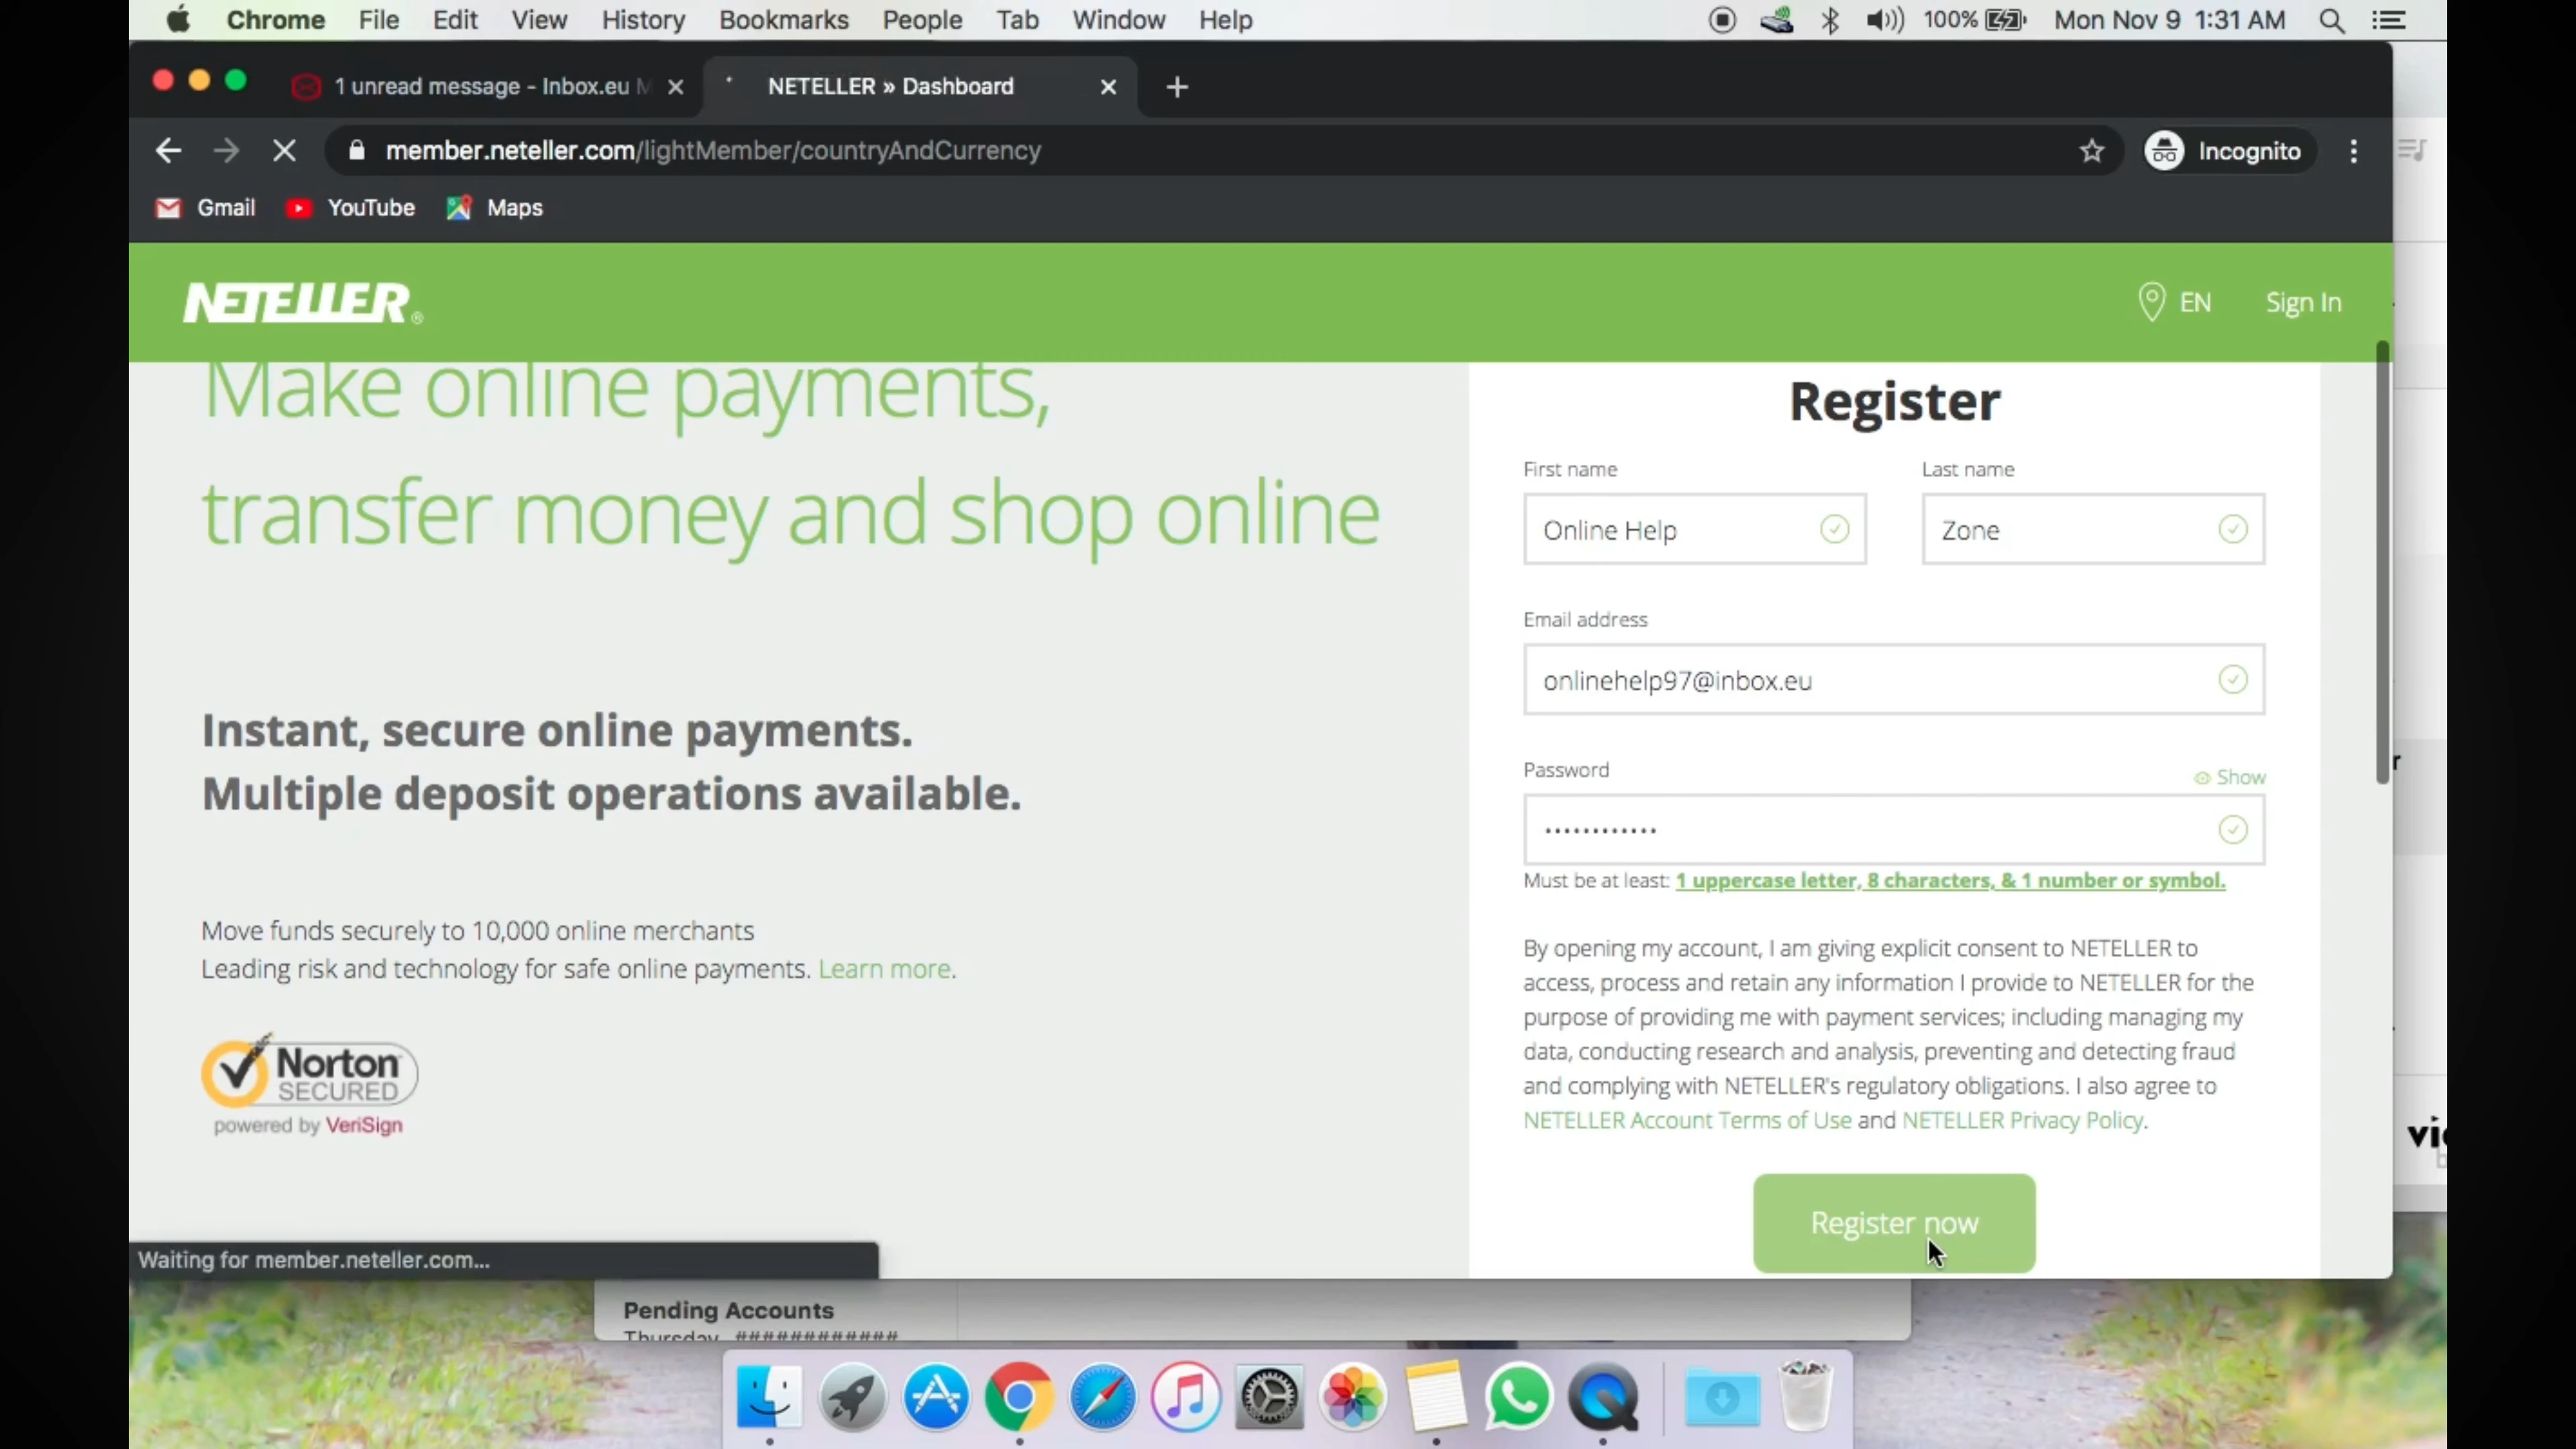 Chrome File Edit View History Bookmarks People Tab Window Help
100% Mon Nov 9 1:31 AM
1 unread message - Inbox.eu M
NETELLER » Dashboard
member.neteller.com/lightMember/countryAndCurrency
Incognito
Gmail YouTube Maps
NETELLER®
EN Sign In
Make online payments,
transfer money and shop online
Instant, secure online payments.
Multiple deposit operations available.
Move funds securely to 10,000 online merchants
Leading risk and technology for safe online payments. Learn more.
Norton
SECURED
powered by VeriSign
Register
First name Last name
Online Help Zone
Email address
onlinehelp97@inbox.eu
Password Show
••••••••••••
Must be at least: 1 uppercase letter, 8 characters, & 1 number or symbol.
By opening my account, I am giving explicit consent to NETELLER to
access, process and retain any information I provide to NETELLER for the
purpose of providing me with payment services; including managing my
data, conducting research and analysis, preventing and detecting fraud
and complying with NETELLER's regulatory obligations. I also agree to
NETELLER Account Terms of Use and NETELLER Privacy Policy.
Register now
Waiting for member.neteller.com...
Pending Accounts
Thursday ############